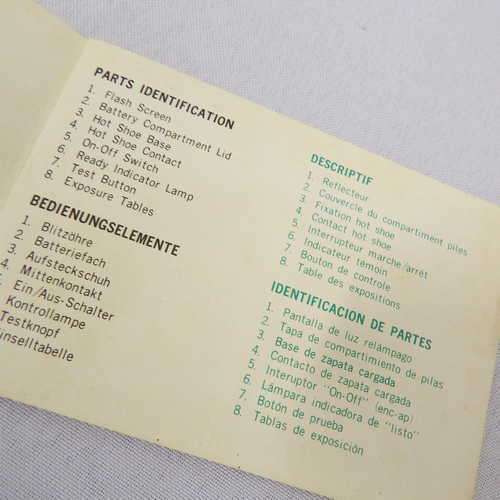 PARTS IDENTIFICATION
1. Flash Screen
2. Battery Compartment Lid
3. Hot Shoe Base
4. Hot Shoe Contact
5. On-Off Switch
6. Ready Indicator Lamp
7. Test Button
8. Exposure Tables
BEDIENUNGSELEMENTE
1. Blitzöhre
2. Batteriefach
3. Aufsteckschuh
4. Mittenkontakt
Ein/Aus-Schalter
Kontrollampe
Testknopf
inselltabelle
DESCRIPTIF
1. Reflecteur
2. Couvercle du compartiment piles
3. Fixation hot shoe
4. Contact hot shoe
5. Interrupteur marche/arrêt
6. Indicateur témoin
7. Bouton de controle
8. Table des expositions
IDENTIFICACION DE PARTES
1. Pantalla de luz relámpago
2. Tapa de compartimiento de pilas
3. Base de zapata cargada
4. Contacto de zapata cargada
5. Interuptor "On-Off" (enc-ap)
6. Lámpara indicadora de "listo"
7. Botón de prueba
8. Tablas de exposición